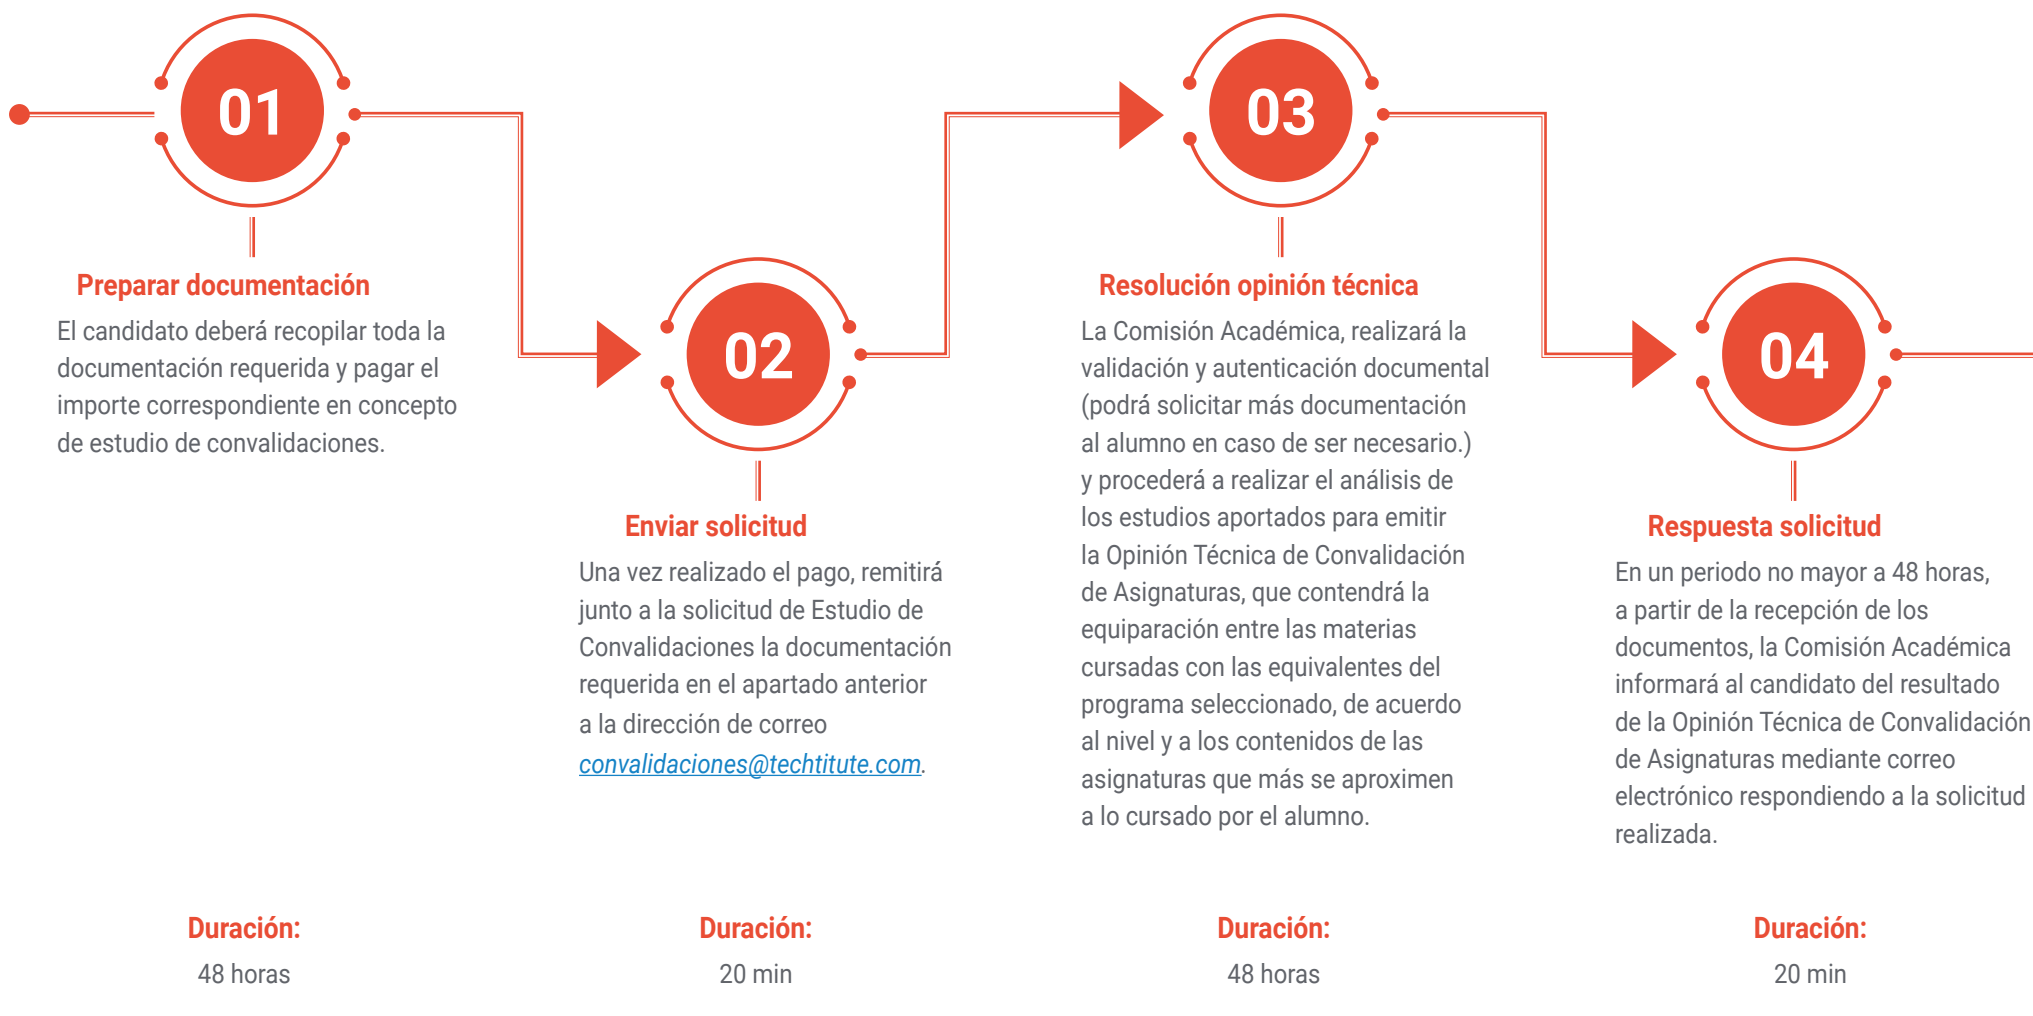 01
Preparar documentación
El candidato deberá recopilar toda la
documentación requerida y pagar el
importe correspondiente en concepto
de estudio de convalidaciones.
Duración:
48 horas
02
Enviar solicitud
Una vez realizado el pago, remitirá
junto a la solicitud de Estudio de
Convalidaciones la documentación
requerida en el apartado anterior
a la dirección de correo
convalidaciones@techtitute.com.
Duración:
20 min
03
Resolución opinión técnica
La Comisión Académica, realizará la
validación y autenticación documental
(podrá solicitar más documentación
al alumno en caso de ser necesario.)
y procederá a realizar el análisis de
los estudios aportados para emitir
la Opinión Técnica de Convalidación
de Asignaturas, que contendrá la
equiparación entre las materias
cursadas con las equivalentes del
programa seleccionado, de acuerdo
al nivel y a los contenidos de las
asignaturas que más se aproximen
a lo cursado por el alumno.
Duración:
48 horas
04
Respuesta solicitud
En un periodo no mayor a 48 horas,
a partir de la recepción de los
documentos, la Comisión Académica
informará al candidato del resultado
de la Opinión Técnica de Convalidación
de Asignaturas mediante correo
electrónico respondiendo a la solicitud
realizada.
Duración:
20 min